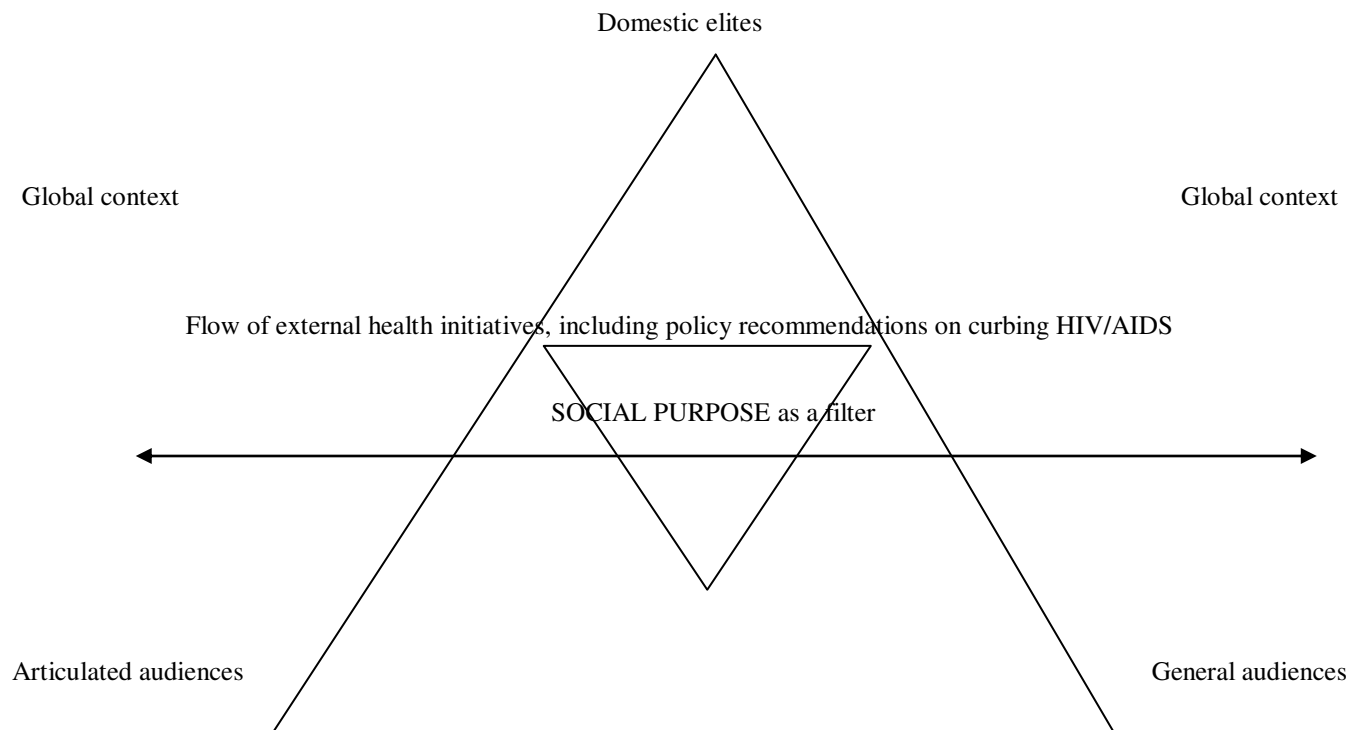 Domestic elites
Global context
Global context
Flow of external health initiatives, including policy recommendations on curbing HIV/AIDS
SOCIAL PURPOSE as a filter
Articulated audiences
General audiences